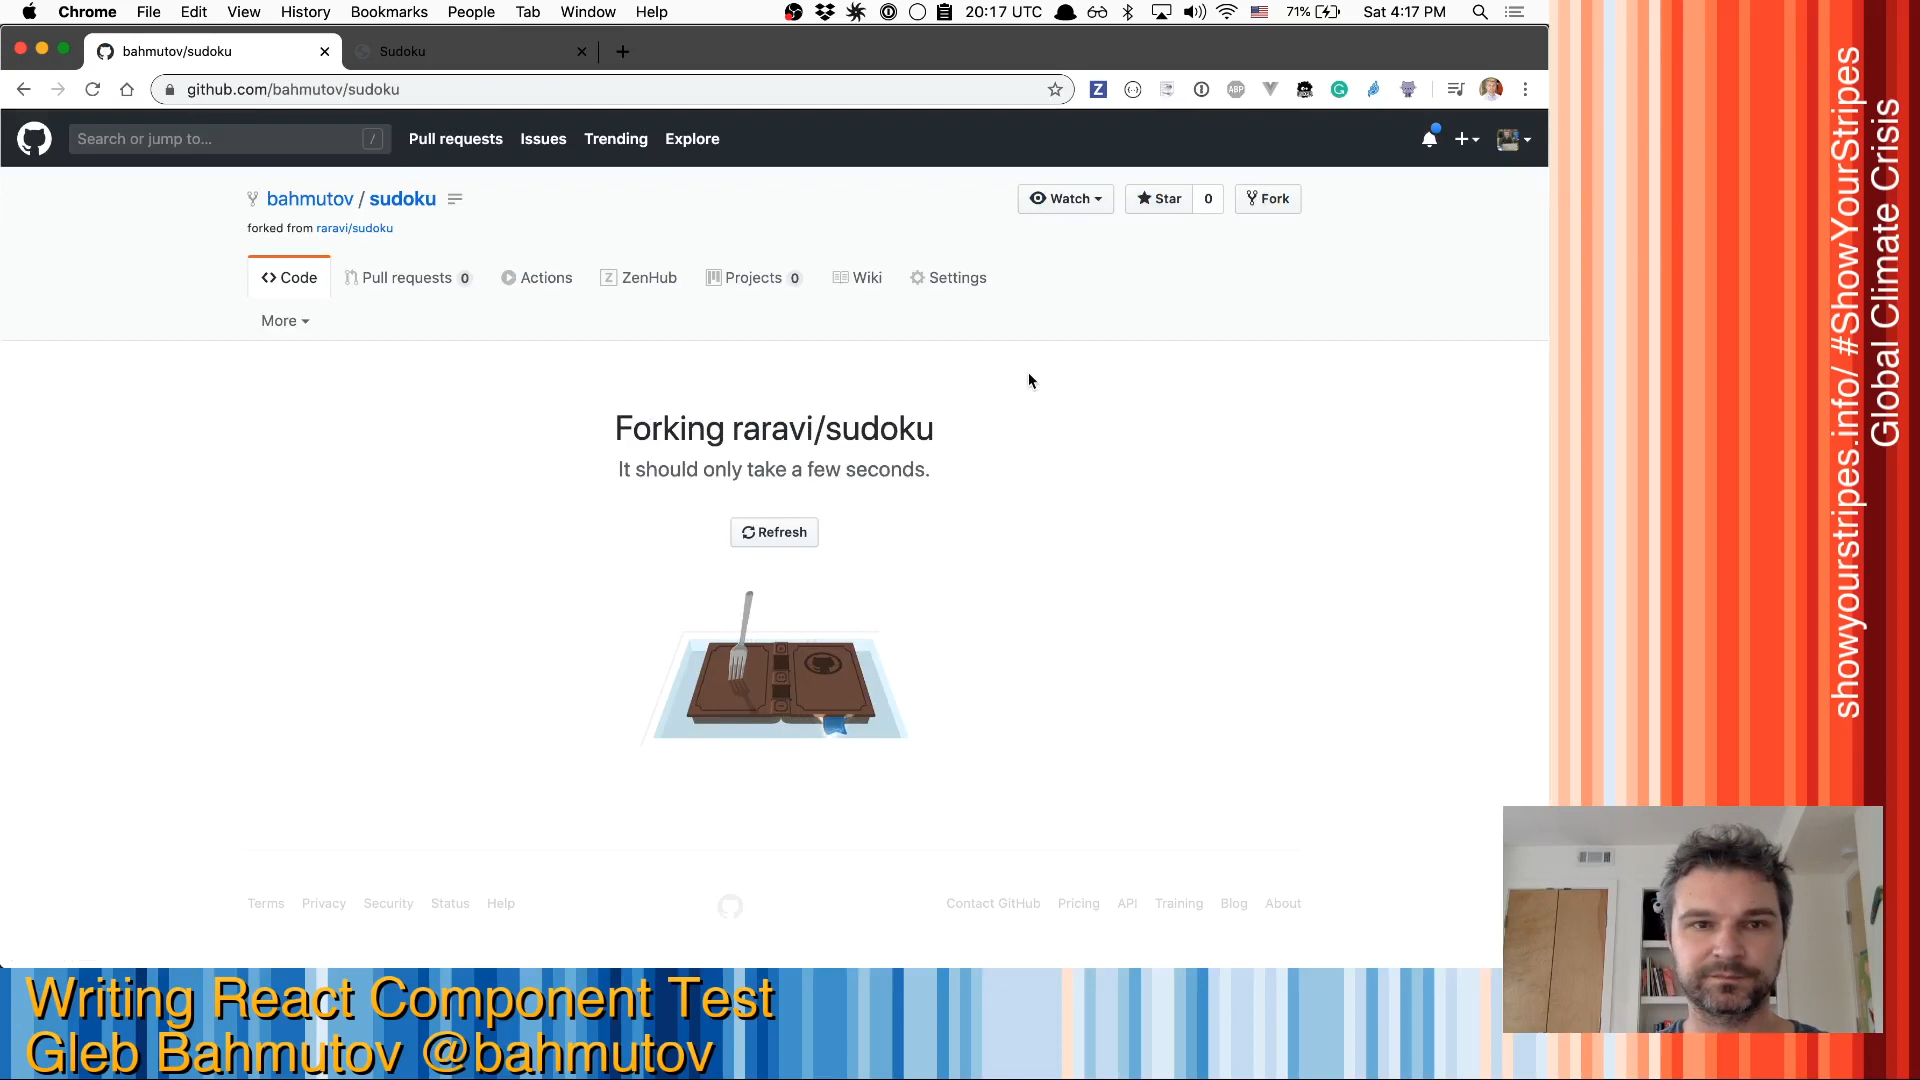 Chrome File Edit View History Bookmarks People Tab Window Help 20:17 UTC 71% Sat 4:17 PM
bahmutov/sudoku Sudoku
github.com/bahmutov/sudoku Z ABP G
Search or jump to... / Pull requests Issues Trending Explore
bahmutov / sudoku Watch Star 0 Fork
forked from raravi/sudoku
Code Pull requests 0 Actions Z ZenHub Projects 0 Wiki Settings
More
Forking raravi/sudoku
It should only take a few seconds.
Refresh
Terms Privacy Security Status Help Contact GitHub Pricing API Training Blog About
Writing React Component Test
Gleb Bahmutov @bahmutov
showyourstripes.info/ #ShowYourStripes
Global Climate Crisis